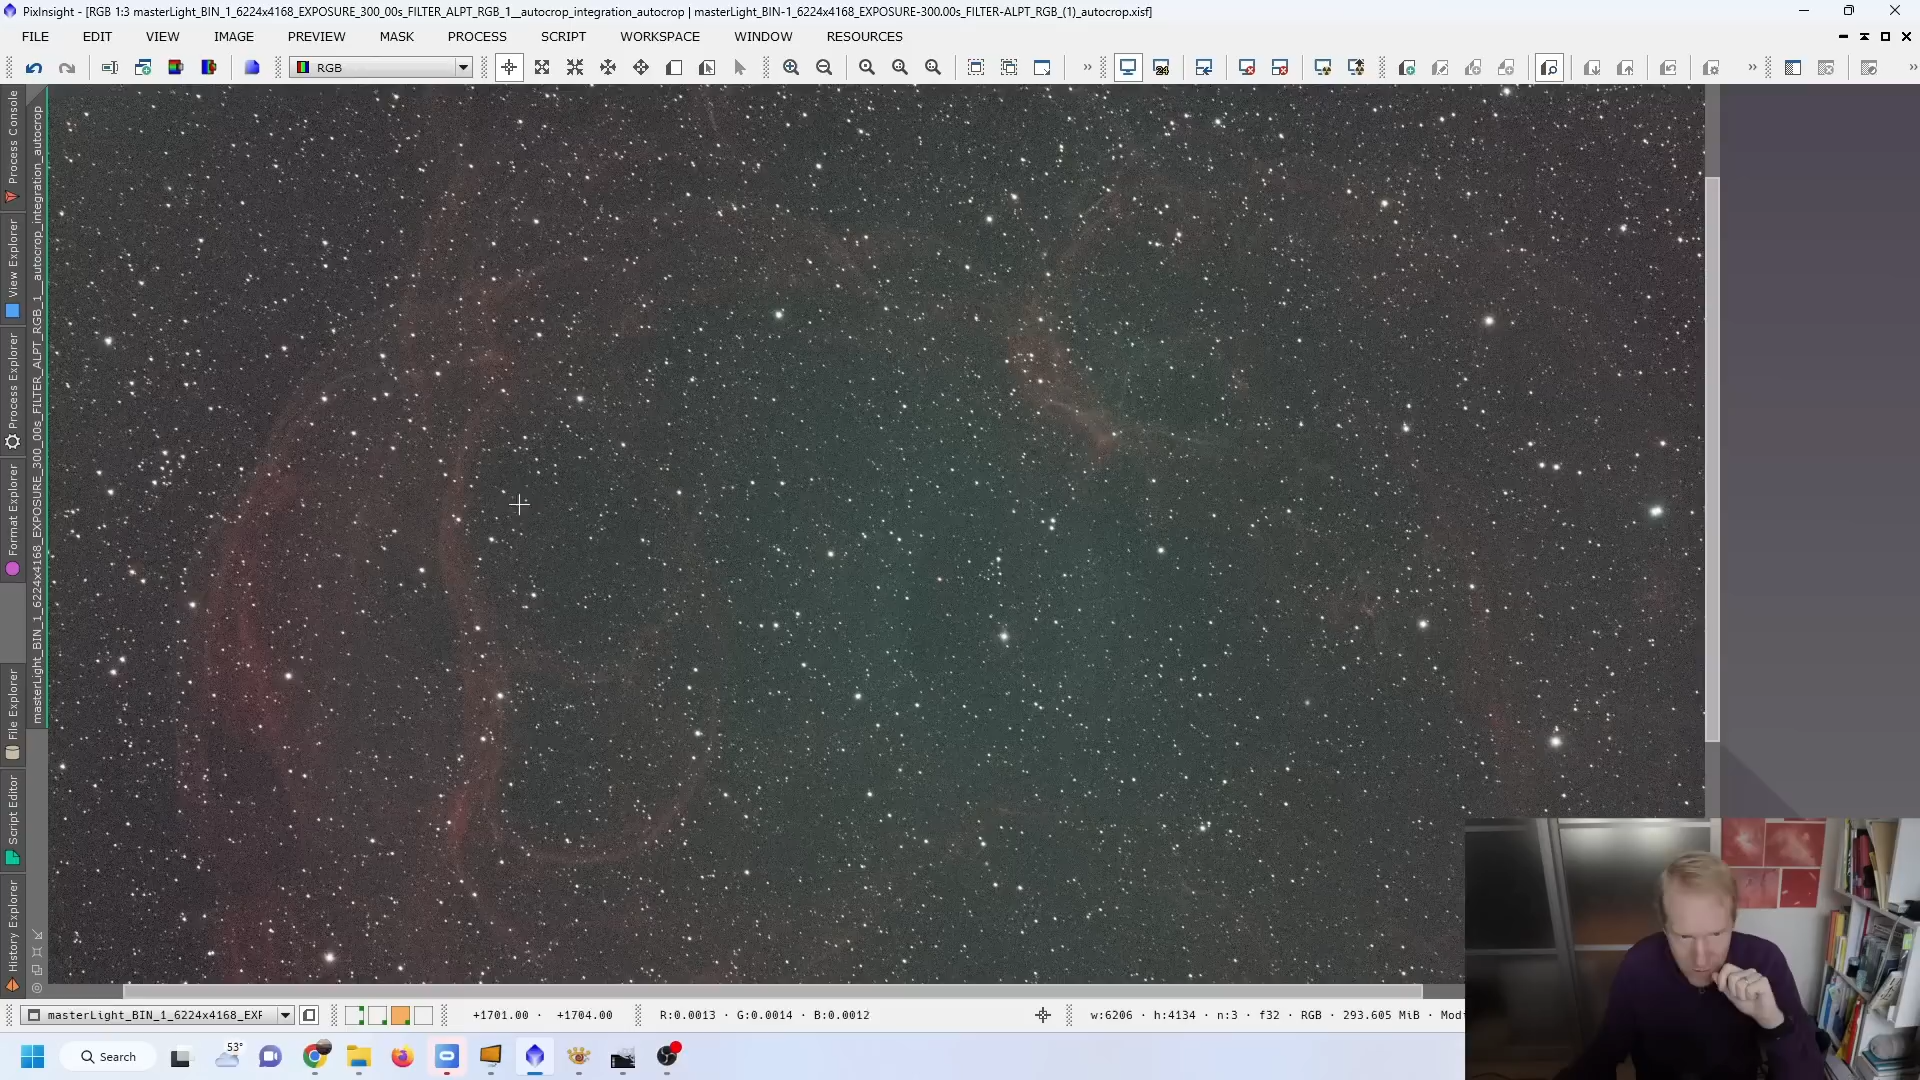 PixInsight - [RGB 1:3 masterLight_BIN_1_6224x4168_EXPOSURE_300_00s_FILTER_ALPT_RGB_1__autocrop_integration_autocrop | masterLight_BIN-1_6224x4168_EXPOSURE-300.00s_FILTER-ALPT_RGB_(1)_autocrop.xisf]
FILE EDIT VIEW IMAGE PREVIEW MASK PROCESS SCRIPT WORKSPACE WINDOW RESOURCES
RGB
24
Process Console
View Explorer
Process Explorer
Format Explorer
File Explorer
Script Editor
History Explorer
masterLight_BIN_1_6224x4168_EXPOSURE_300_00s_FILTER_ALPT_RGB_1__autocrop_integration_autocrop
masterLight_BIN_1_6224x4168_EXF
+1701.00 · +1704.00
R:0.0013 · G:0.0014 · B:0.0012
w:6206 · h:4134 · n:3 · f32 · RGB · 293.605 MiB · Modi
Search
53°